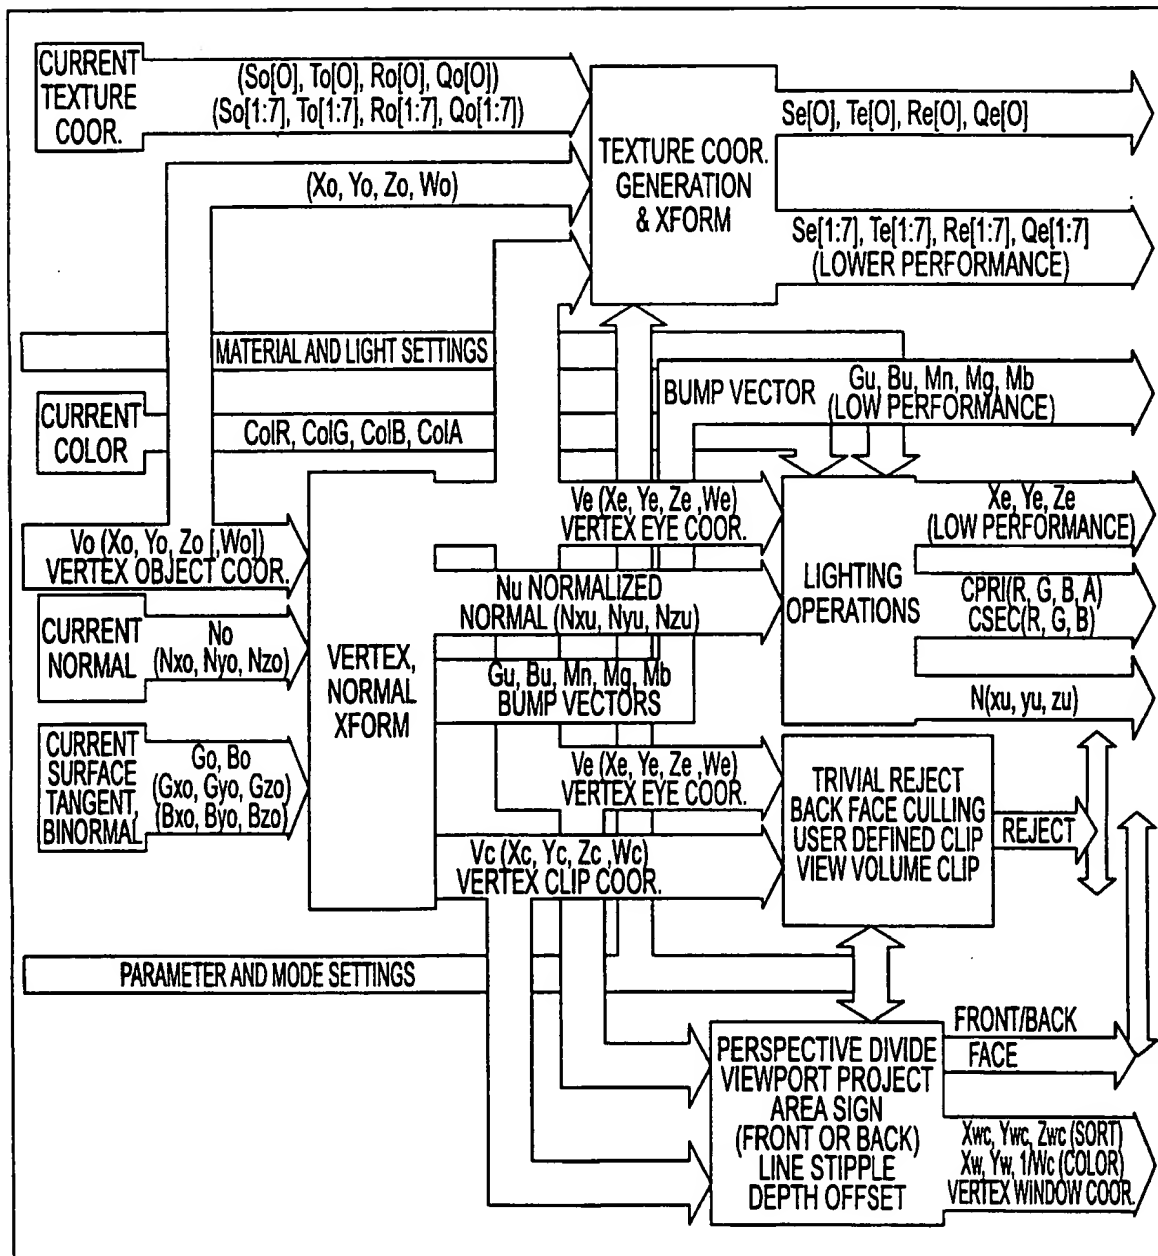 CURRENT
TEXTURE
COOR.
(So[O], To[O], Ro[O], Qo[O])
(So[1:7], To[1:7], Ro[1:7], Qo[1:7])
(Xo, Yo, Zo, Wo)
TEXTURE COOR.
GENERATION
& XFORM
Se[O], Te[O], Re[O], Qe[O]
Se[1:7], Te[1:7], Re[1:7], Qe[1:7]
(LOWER PERFORMANCE)
MATERIAL AND LIGHT SETTINGS
BUMP VECTOR
Gu, Bu, Mn, Mg, Mb
(LOW PERFORMANCE)
CURRENT
COLOR
ColR, ColG, ColB, ColA
Vo (Xo, Yo, Zo [,Wo])
VERTEX OBJECT COOR.
CURRENT
NORMAL
No
(Nxo, Nyo, Nzo)
CURRENT
SURFACE
TANGENT,
BINORMAL
Go, Bo
(Gxo, Gyo, Gzo)
(Bxo, Byo, Bzo)
VERTEX,
NORMAL
XFORM
Ve (Xe, Ye, Ze ,We)
VERTEX EYE COOR.
Nu NORMALIZED
NORMAL (Nxu, Nyu, Nzu)
Gu, Bu, Mn, Mg, Mb
BUMP VECTORS
Ve (Xe, Ye, Ze ,We)
VERTEX EYE COOR.
Vc (Xc, Yc, Zc ,Wc)
VERTEX CLIP COOR.
LIGHTING
OPERATIONS
Xe, Ye, Ze
(LOW PERFORMANCE)
CPRI(R, G, B, A)
CSEC(R, G, B)
N(xu, yu, zu)
TRIVIAL REJECT
BACK FACE CULLING
USER DEFINED CLIP
VIEW VOLUME CLIP
REJECT
PARAMETER AND MODE SETTINGS
PERSPECTIVE DIVIDE
VIEWPORT PROJECT
AREA SIGN
(FRONT OR BACK)
LINE STIPPLE
DEPTH OFFSET
FRONT/BACK
FACE
Xwc, Ywc, Zwc (SORT)
Xw, Yw, 1/Wc (COLOR)
VERTEX WINDOW COOR.